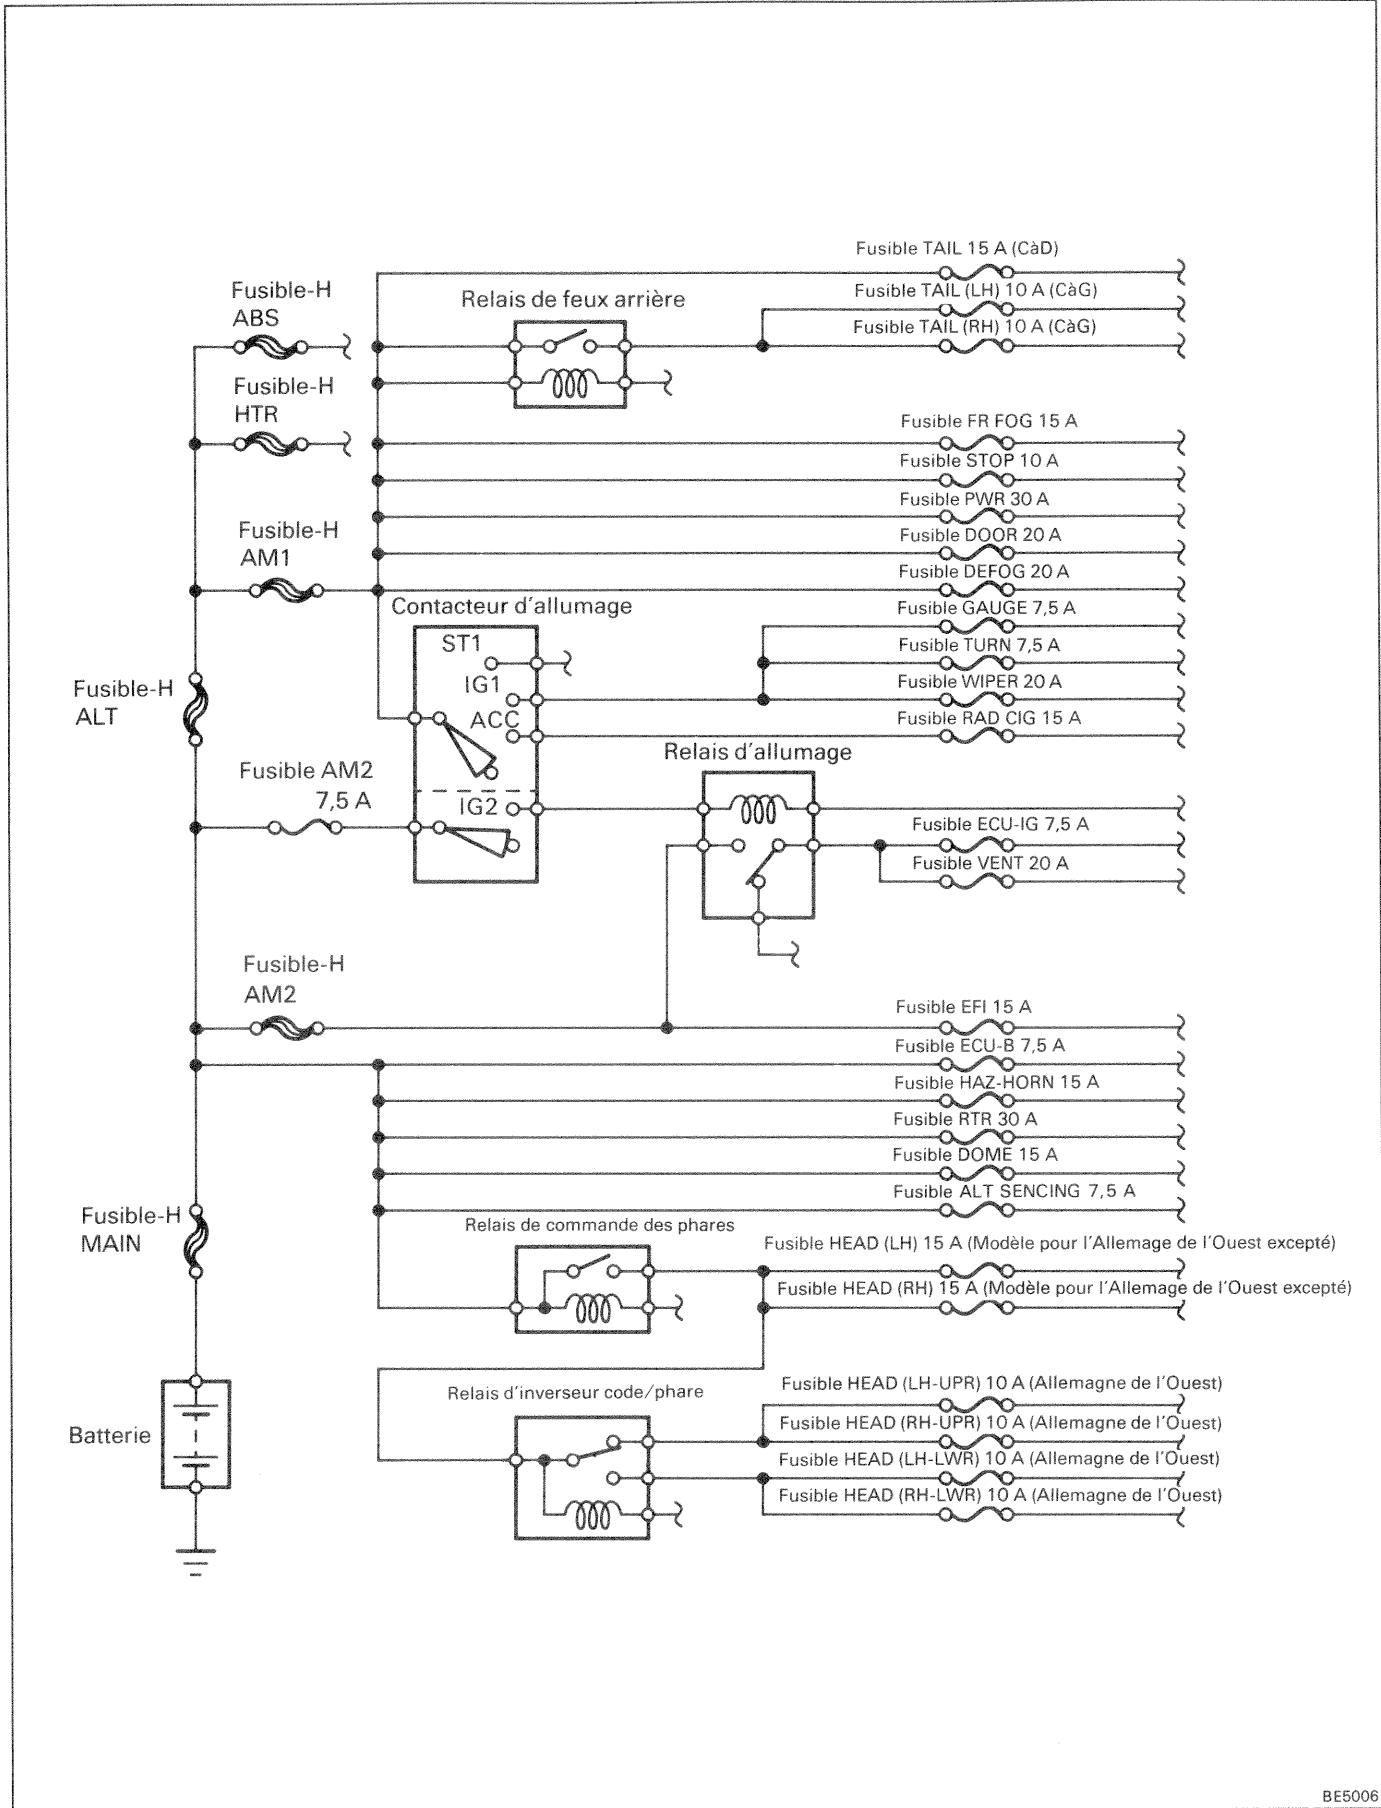 Fusible TAIL 15 A (CàD)
Fusible-H
ABS
Relais de feux arrière
Fusible TAIL (LH) 10 A (CàG)
Fusible TAIL (RH) 10 A (CàG)
Fusible-H
HTR
Fusible FR FOG 15 A
Fusible STOP 10 A
Fusible PWR 30 A
Fusible-H
AM1
Fusible DOOR 20 A
Fusible DEFOG 20 A
Contacteur d'allumage
Fusible GAUGE 7,5 A
ST1
Fusible TURN 7,5 A
IG1
Fusible WIPER 20 A
Fusible-H
ALT
ACC
Fusible RAD CIG 15 A
Relais d'allumage
Fusible AM2
7,5 A
IG2
Fusible ECU-IG 7,5 A
Fusible VENT 20 A
Fusible-H
AM2
Fusible EFI 15 A
Fusible ECU-B 7,5 A
Fusible HAZ-HORN 15 A
Fusible RTR 30 A
Fusible DOME 15 A
Fusible ALT SENCING 7,5 A
Fusible-H
MAIN
Relais de commande des phares
Fusible HEAD (LH) 15 A (Modèle pour l'Allemage de l'Ouest excepté)
Fusible HEAD (RH) 15 A (Modèle pour l'Allemage de l'Ouest excepté)
Relais d'inverseur code/phare
Fusible HEAD (LH-UPR) 10 A (Allemagne de l'Ouest)
Fusible HEAD (RH-UPR) 10 A (Allemagne de l'Ouest)
Batterie
Fusible HEAD (LH-LWR) 10 A (Allemagne de l'Ouest)
Fusible HEAD (RH-LWR) 10 A (Allemagne de l'Ouest)
BE5006